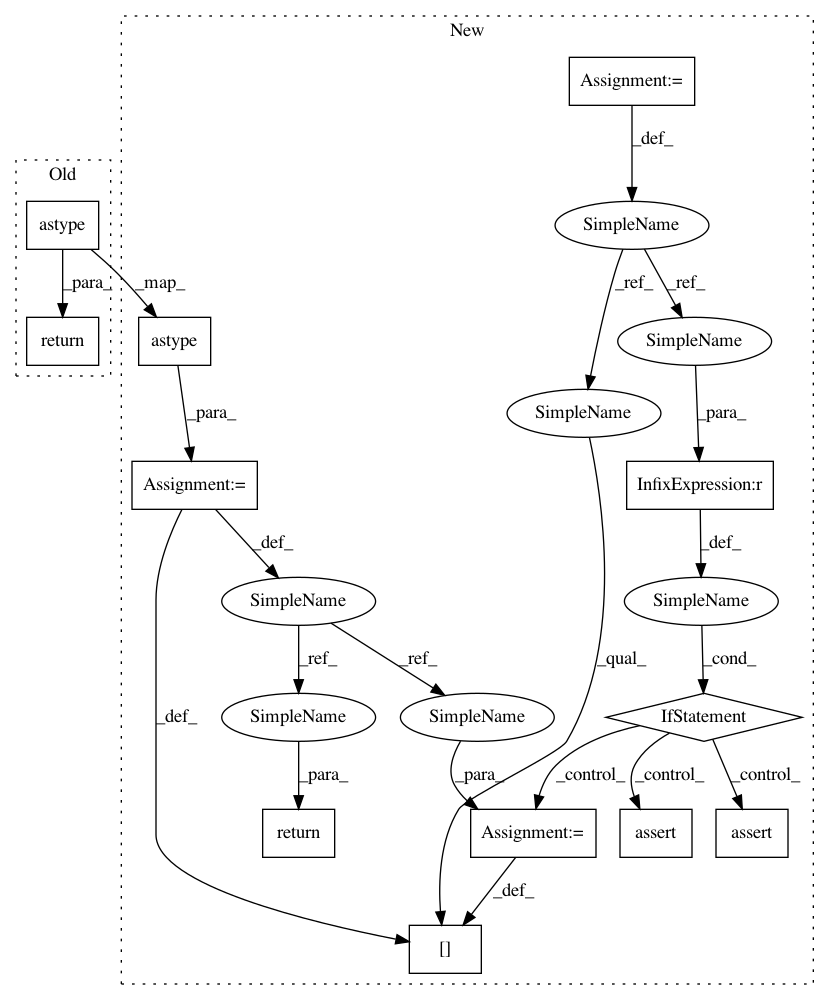 New
Assignment:=
_def_
Old
astype
SimpleName
_para_
_map_
_ref_
_ref_
return
astype
SimpleName
SimpleName
_para_
_para_
Assignment:=
InfixExpression:r
_def_
_def_
SimpleName
SimpleName
_ref_
_ref_
_qual_
_cond_
_def_
SimpleName
SimpleName
IfStatement
_para_
_para_
_control_
_control_
_control_
return
Assignment:=
assert
assert
_def_
[]